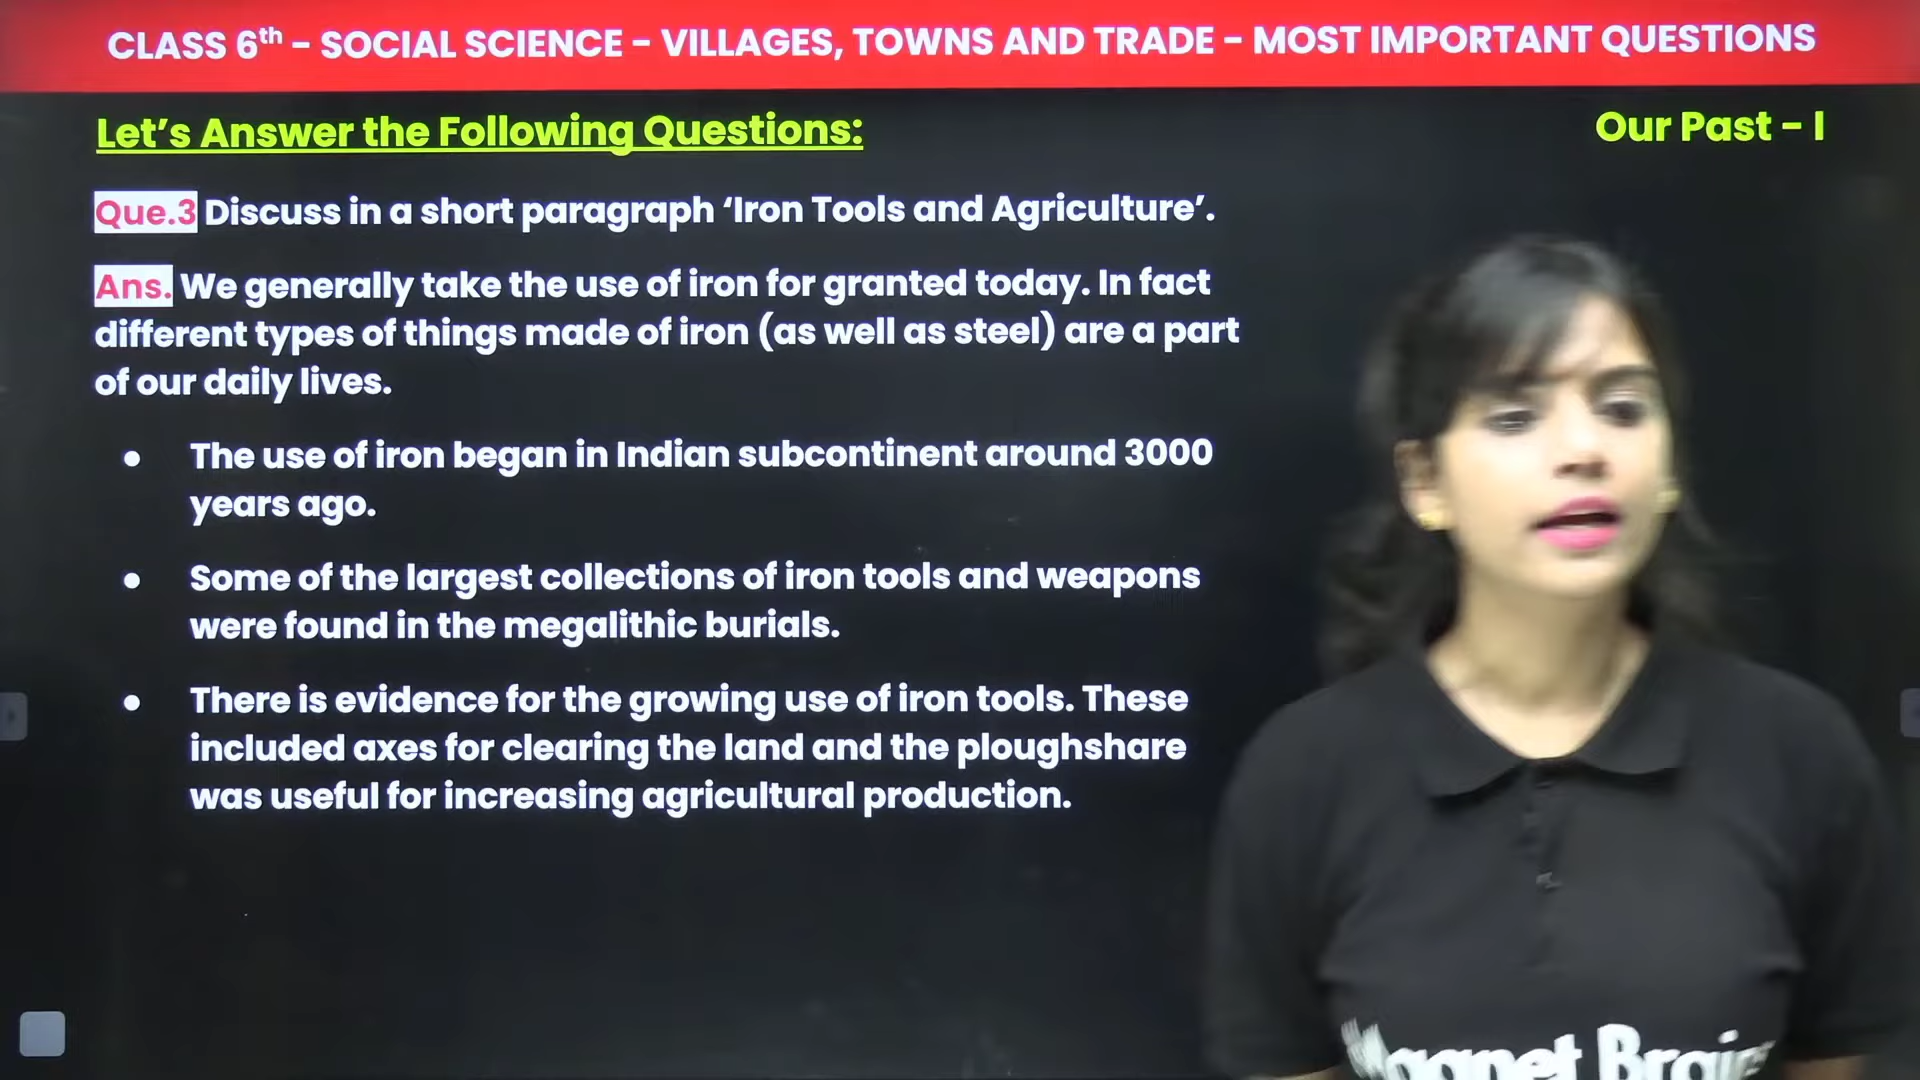 CLASS 6th – SOCIAL SCIENCE – VILLAGES, TOWNS AND TRADE – MOST IMPORTANT QUESTIONS
Let's Answer the Following Questions:
Our Past – I
Que.3 Discuss in a short paragraph ‘Iron Tools and Agriculture’.
Ans. We generally take the use of iron for granted today. In fact
different types of things made of iron (as well as steel) are a part
of our daily lives.
● The use of iron began in Indian subcontinent around 3000
years ago.
● Some of the largest collections of iron tools and weapons
were found in the megalithic burials.
● There is evidence for the growing use of iron tools. These
included axes for clearing the land and the ploughshare
was useful for increasing agricultural production.
Magnet Brains